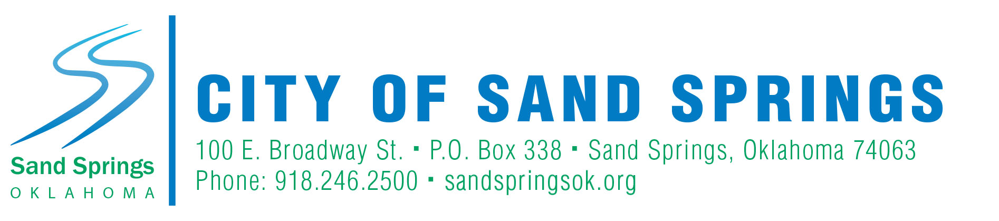 Sand Springs
OKLAHOMA
CITY OF SAND SPRINGS
100 E. Broadway St. ▪ P.O. Box 338 ▪ Sand Springs, Oklahoma 74063
Phone: 918.246.2500 ▪ sandspringsok.org